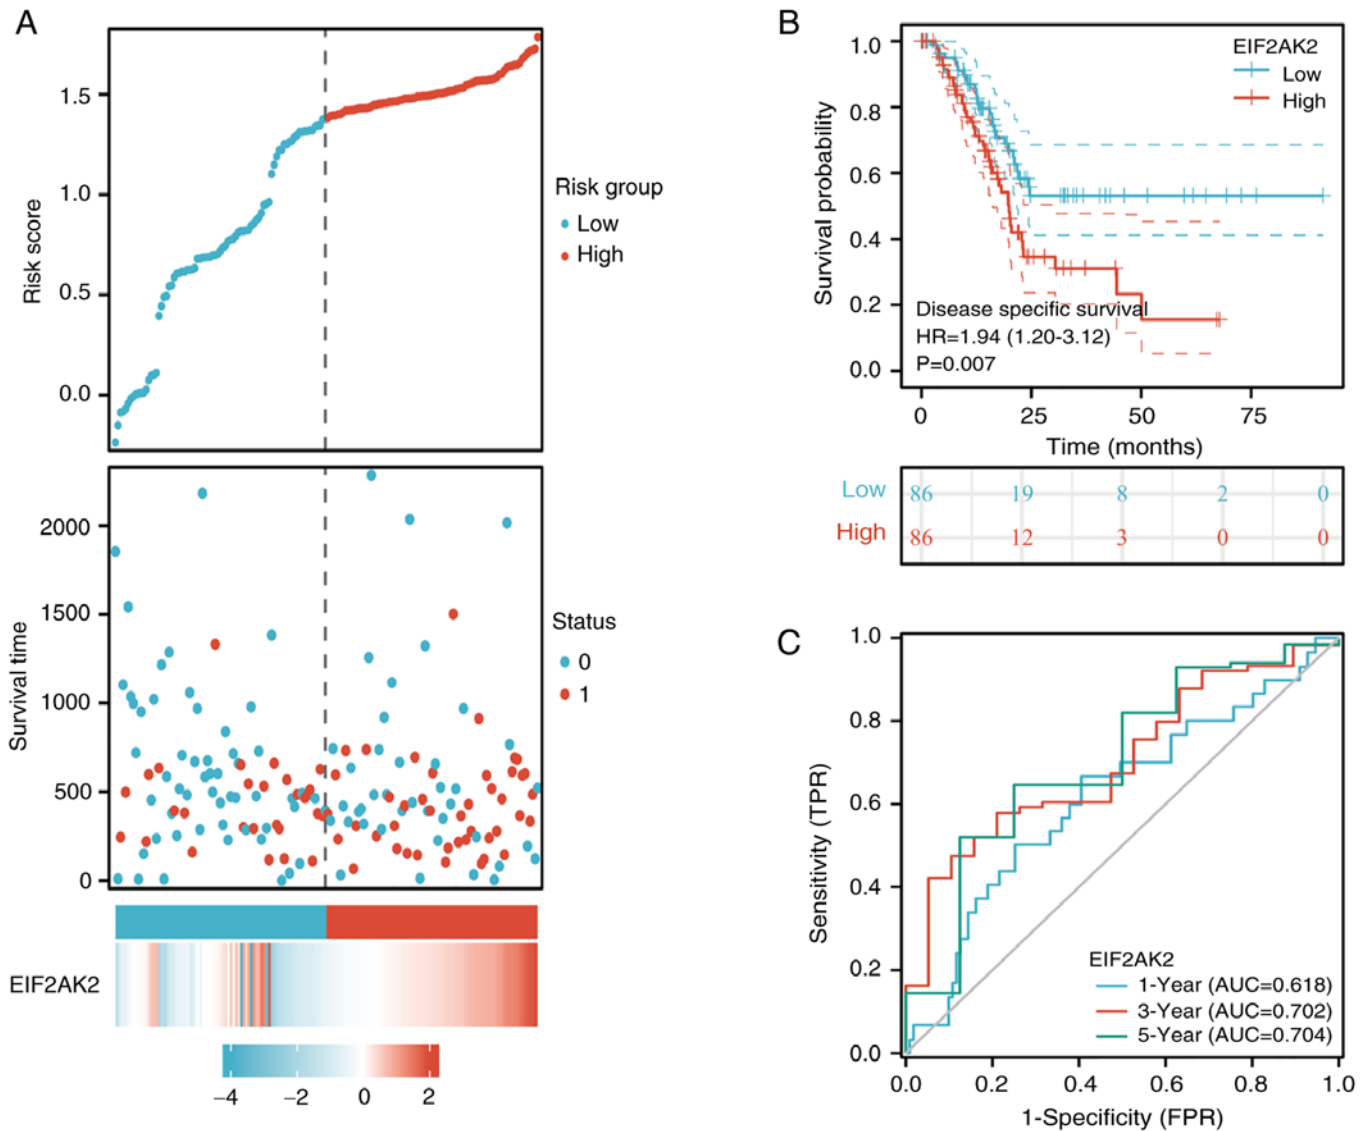 A
1.5
1.0
0.5
0.0
Risk score
Risk group
Low
High
2000
1500
1000
500
0
Survival time
Status
0
1
EIF2AK2
−4 −2 0 2
B
1.0
0.8
0.6
0.4
0.2
0.0
Survival probability
EIF2AK2
Low
High
Disease specific survival
HR=1.94 (1.20-3.12)
P=0.007
0 25 50 75
Time (months)
Low 86 19 8 2 0
High 86 12 3 0 0
C
1.0
0.8
0.6
0.4
0.2
0.0
Sensitivity (TPR)
EIF2AK2
1-Year (AUC=0.618)
3-Year (AUC=0.702)
5-Year (AUC=0.704)
0.0 0.2 0.4 0.6 0.8 1.0
1-Specificity (FPR)